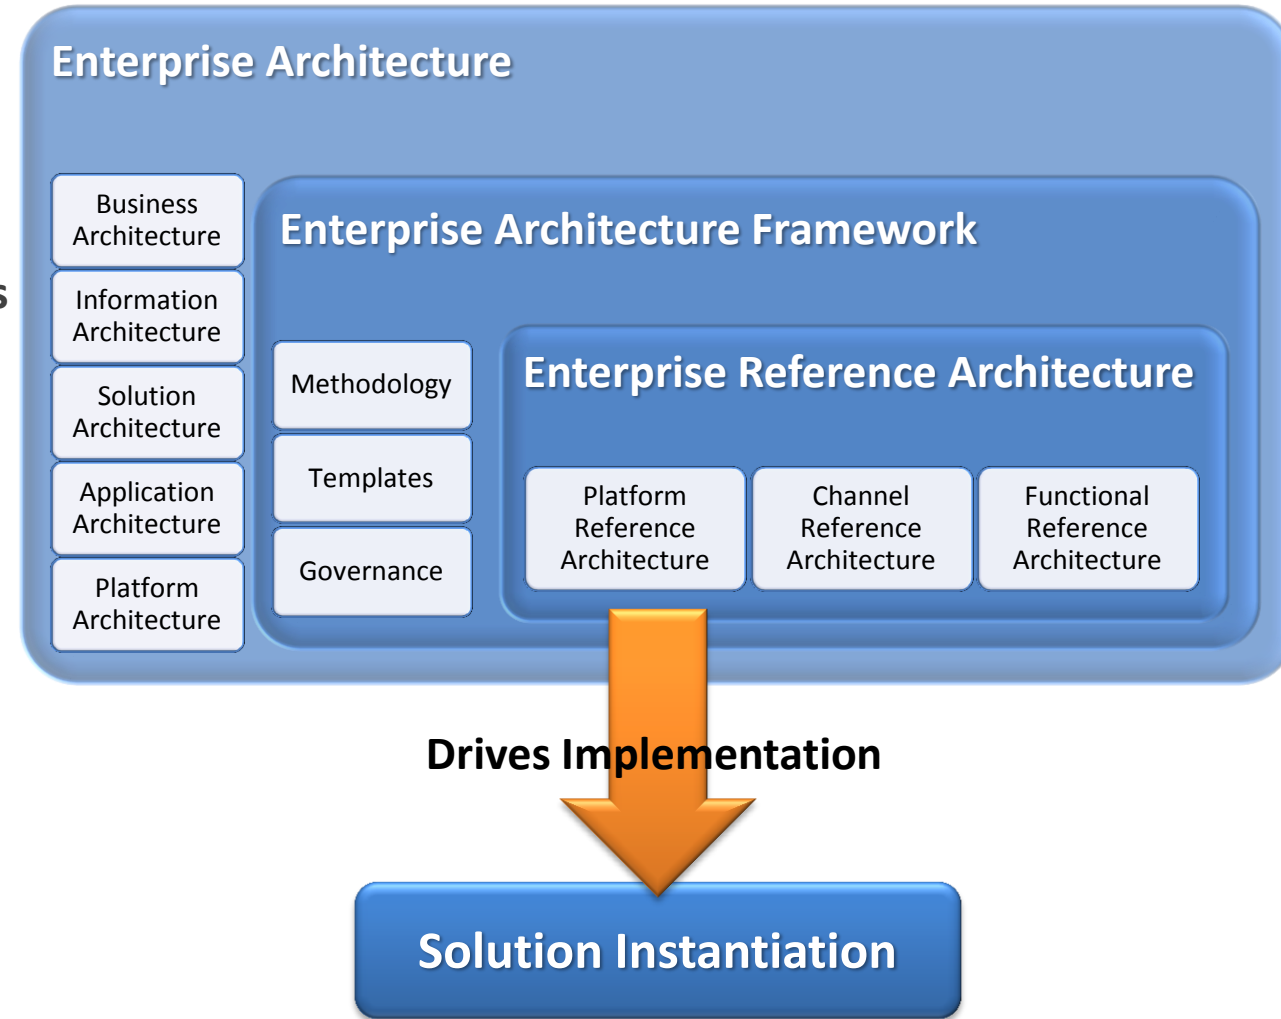 Enterprise Architecture
Business
Architecture
Information
Architecture
Solution
Architecture
Application
Architecture
Platform
Architecture
Enterprise Architecture Framework
Methodology
Templates
Governance
Enterprise Reference Architecture
Platform
Reference
Architecture
Channel
Reference
Architecture
Functional
Reference
Architecture
Drives Implementation
Solution Instantiation